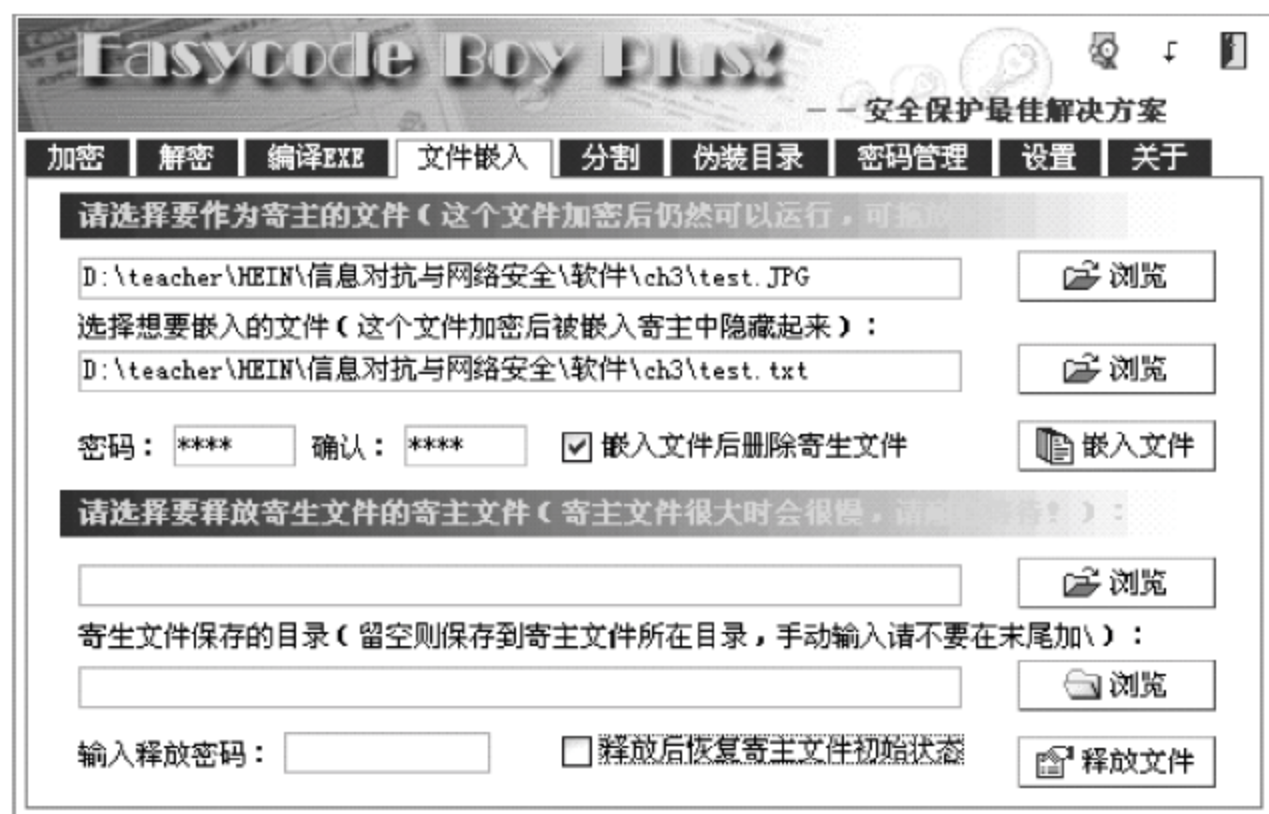 Easycode Boy Plus!
－－安全保护最佳解决方案
加密 解密 编译EXE 文件嵌入 分割 伪装目录 密码管理 设置 关于
请选择要作为寄主的文件（这个文件加密后仍然可以运行，可拖放
D:\teacher\HEIN\信息对抗与网络安全\软件\ch3\test.JPG 浏览
选择想要嵌入的文件（这个文件加密后被嵌入寄主中隐藏起来）：
D:\teacher\HEIN\信息对抗与网络安全\软件\ch3\test.txt 浏览
密码： **** 确认： **** 嵌入文件后删除寄生文件 嵌入文件
请选择要释放寄生文件的寄主文件（寄主文件很大时会很慢，请 待！）：
浏览
寄生文件保存的目录（留空则保存到寄主文件所在目录，手动输入请不要在末尾加\）：
浏览
输入释放密码： 释放后恢复寄主文件初始状态 释放文件